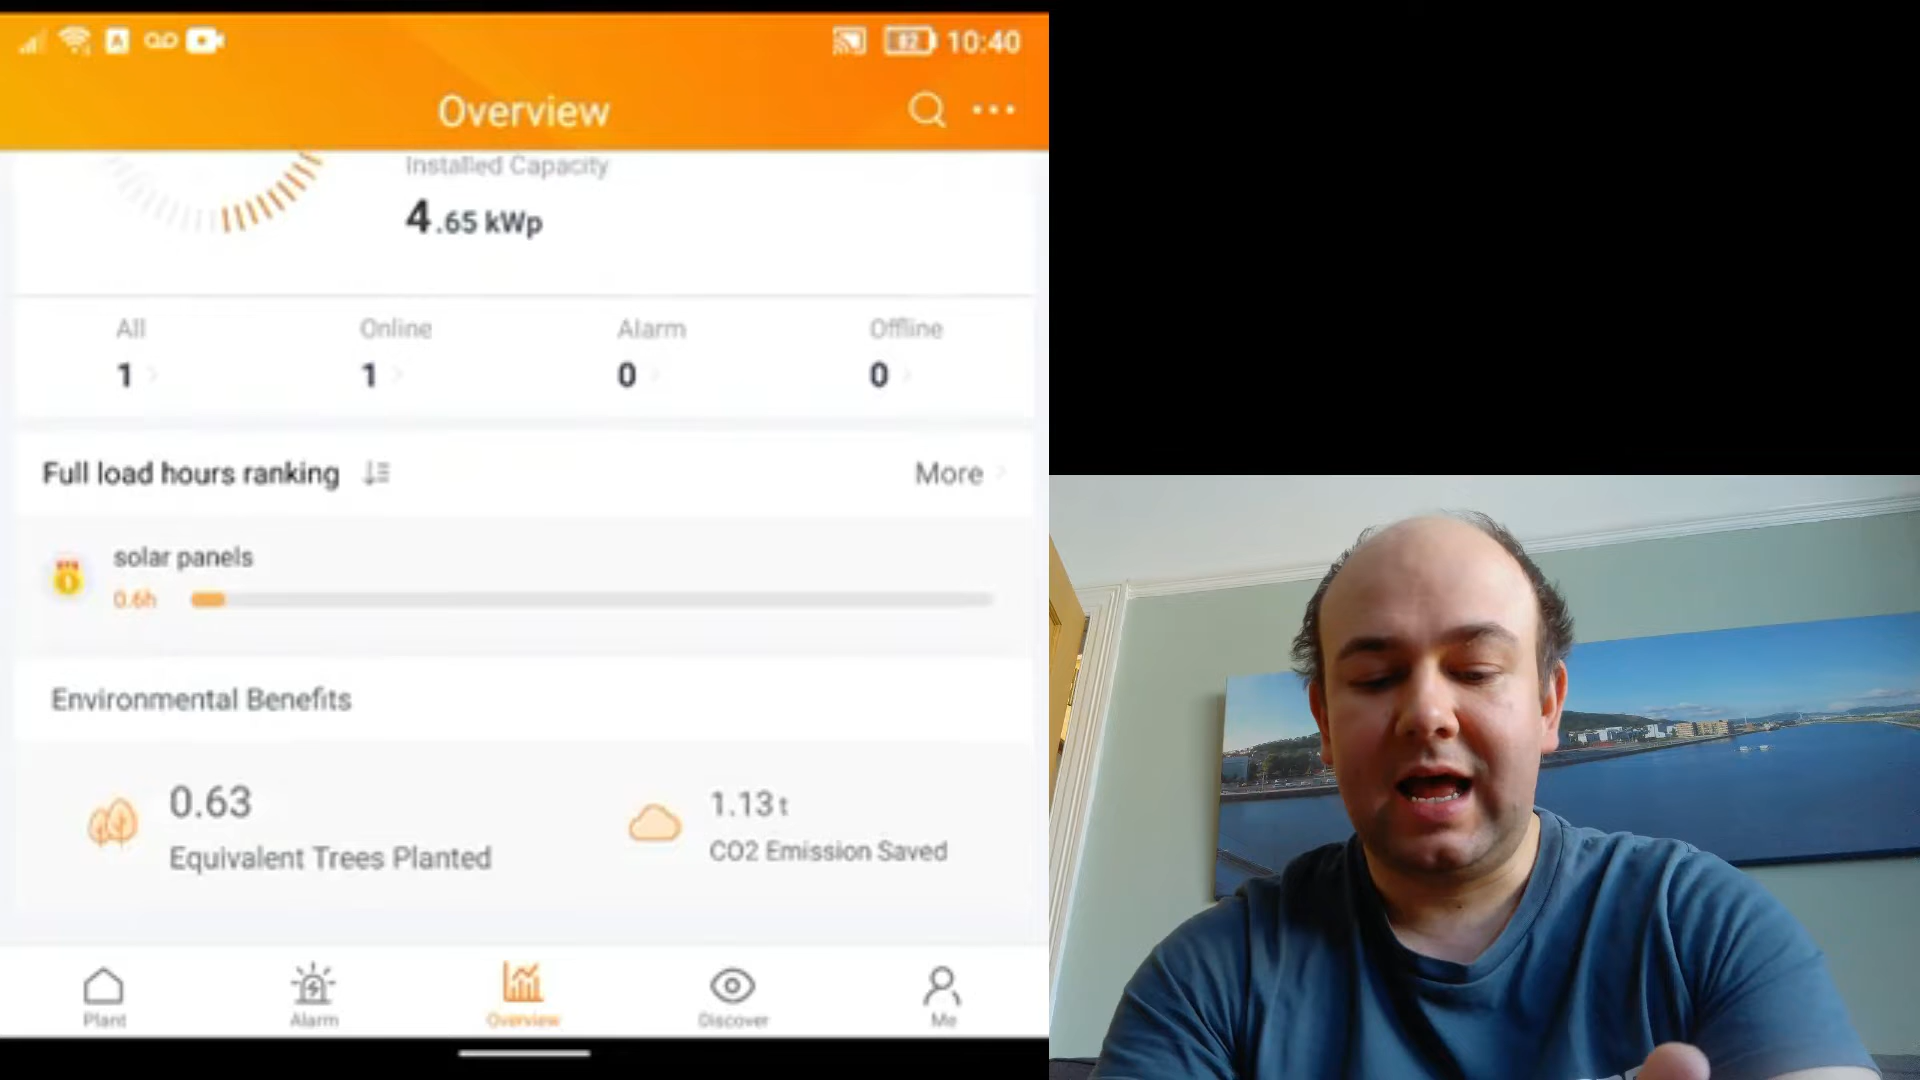 82 10:40
Overview
Installed Capacity
4.65 kWp
All Online Alarm Offline
1 1 0 0
Full load hours ranking More
solar panels
0.6h
Environmental Benefits
0.63 1.13 t
Equivalent Trees Planted CO2 Emission Saved
Plant Alarm Overview Discover Me